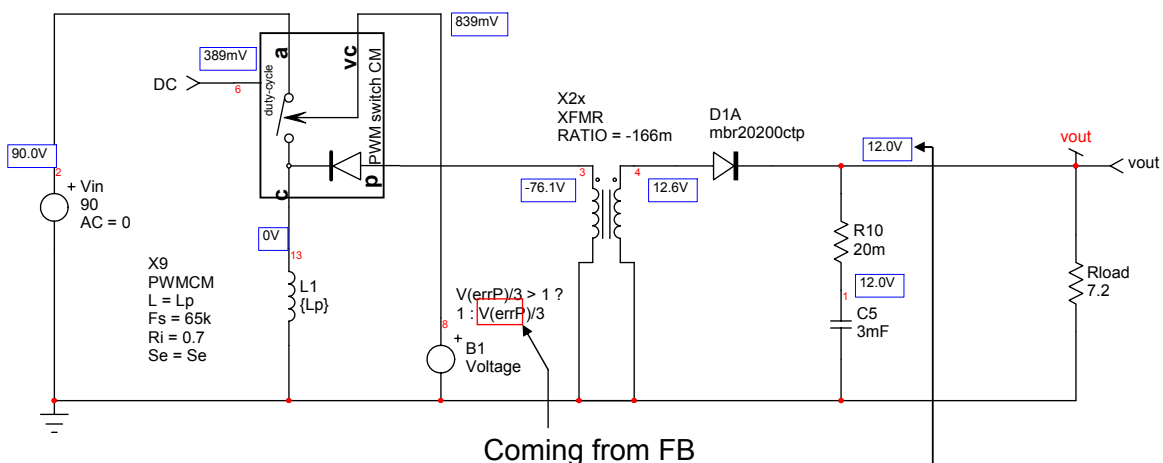 839mV
389mV
a
vc
duty-cycle
PWM switch CM
DC
6
c
p
X2x
XFMR
RATIO = -166m
D1A
mbr20200ctp
12.0V
vout
vout
90.0V
2
+
Vin
90
AC = 0
3
-76.1V
4
12.6V
0V
13
R10
20m
X9
PWMCM
L = Lp
Fs = 65k
Ri = 0.7
Se = Se
L1
{Lp}
V(errP)/3 > 1 ?
1 : V(errP)/3
8
+
B1
Voltage
12.0V
1
C5
3mF
Rload
7.2
Coming from FB